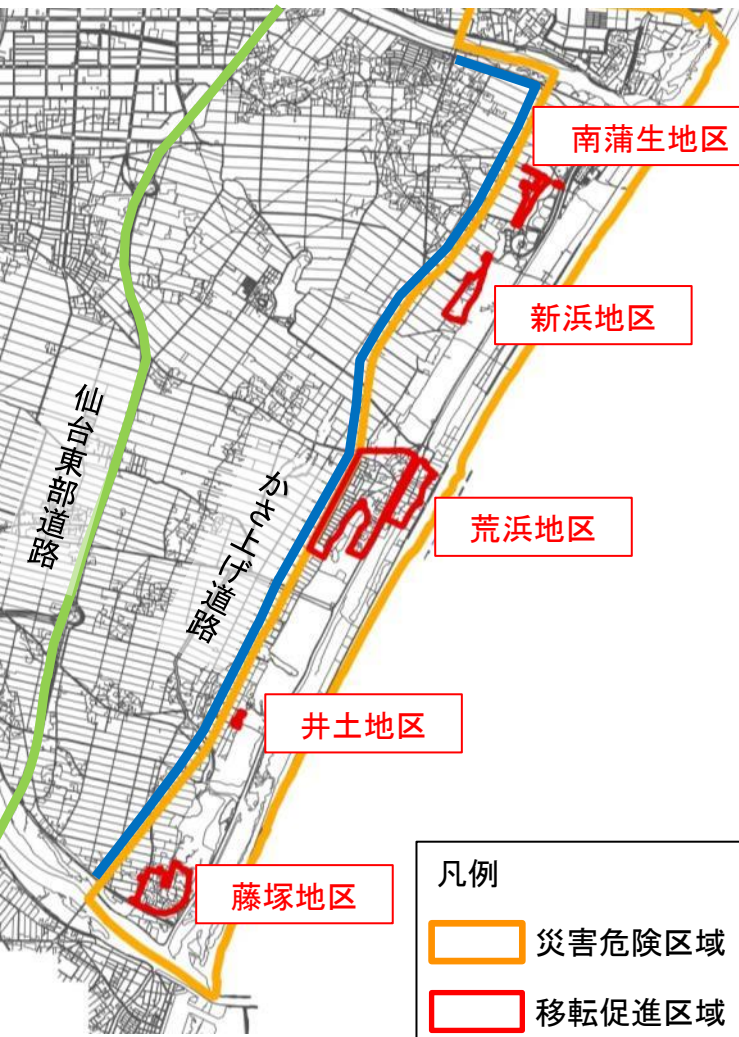 南蒲生地区
新浜地区
仙台東部道路
かさ上げ道路
荒浜地区
井土地区
藤塚地区
凡例
災害危険区域
移転促進区域